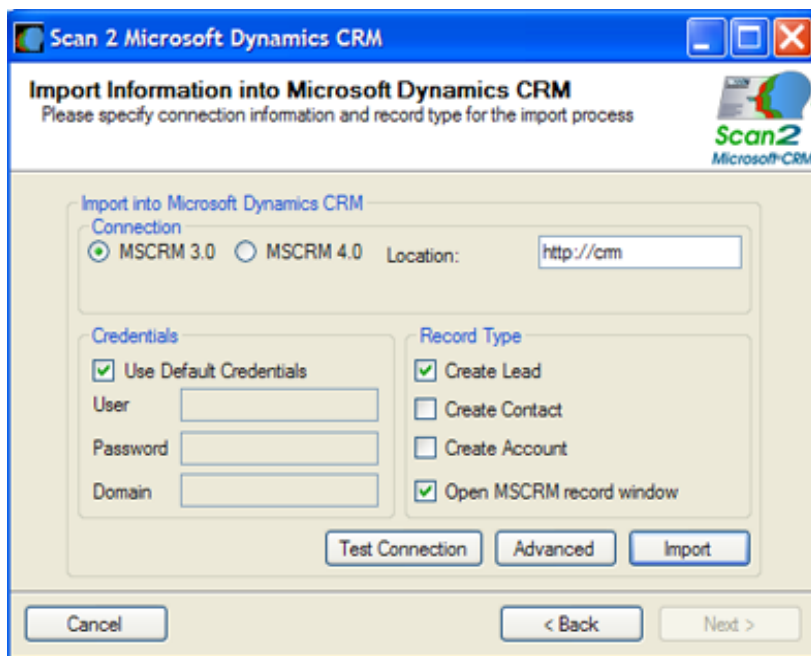 Scan 2 Microsoft Dynamics CRM
Import Information into Microsoft Dynamics CRM
Please specify connection information and record type for the import process
Scan2
Microsoft CRM
Import into Microsoft Dynamics CRM
Connection
MSCRM 3.0 MSCRM 4.0 Location: http://crm
Credentials
Use Default Credentials
User
Password
Domain
Record Type
Create Lead
Create Contact
Create Account
Open MSCRM record window
Test Connection Advanced Import
Cancel < Back Next >